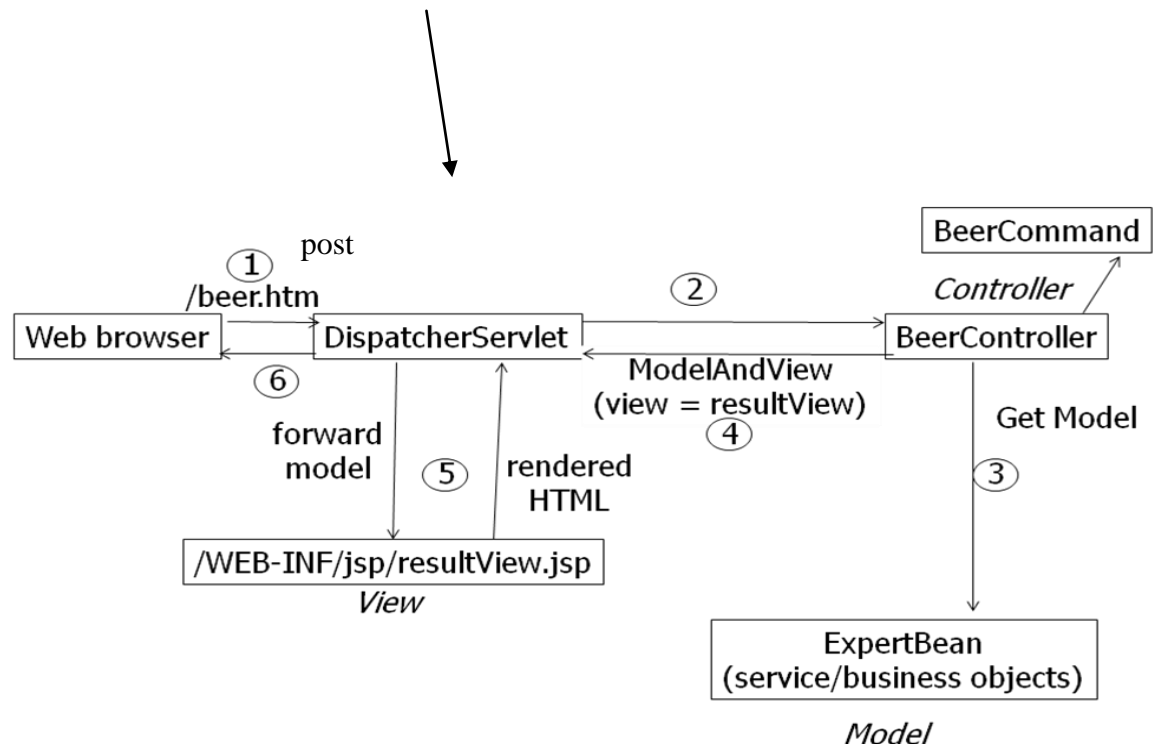 BeerCommand
post
1
/beer.htm
2
Controller
Web browser
DispatcherServlet
BeerController
6
ModelAndView
(view = resultView)
4
Get Model
forward
model
5
rendered
HTML
3
/WEB-INF/jsp/resultView.jsp
View
ExpertBean
(service/business objects)
Model